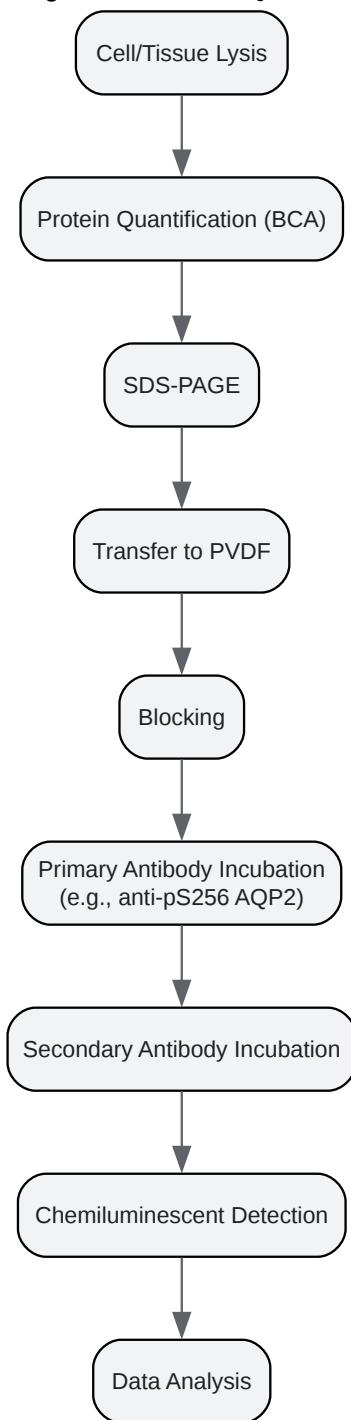 Cell/Tissue Lysis
Protein Quantification (BCA)
SDS-PAGE
Transfer to PVDF
Blocking
Primary Antibody Incubation
(e.g., anti-pS256 AQP2)
Secondary Antibody Incubation
Chemiluminescent Detection
Data Analysis